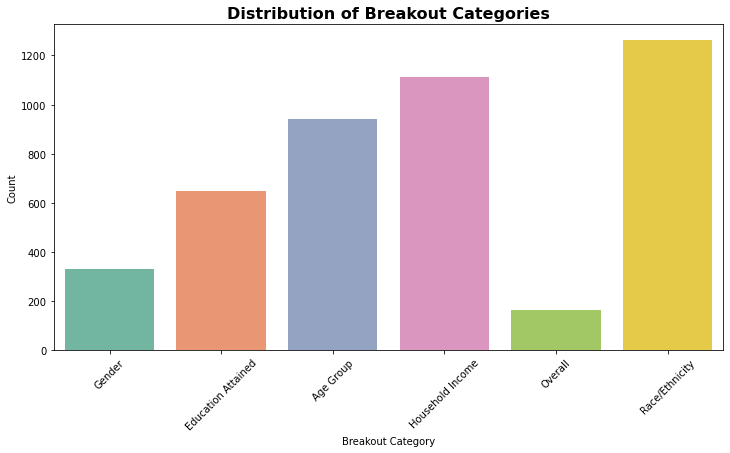 Distribution of Breakout Categories
Count
1200
1000
800
600
400
200
0
Gender
Education Attained
Age Group
Household Income
Overall
Race/Ethnicity
Breakout Category